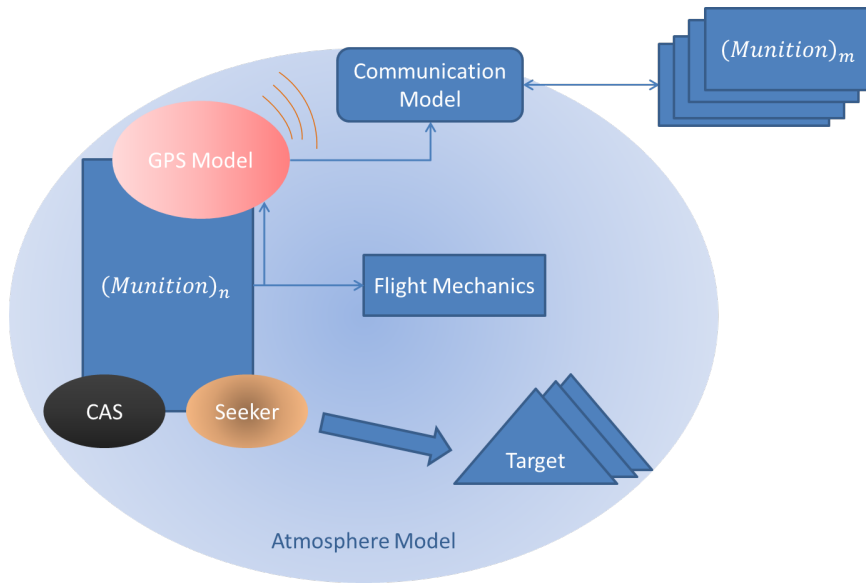 Communication
Model
(Munition)ₘ
GPS Model
(Munition)ₙ
Flight Mechanics
CAS
Seeker
Target
Atmosphere Model